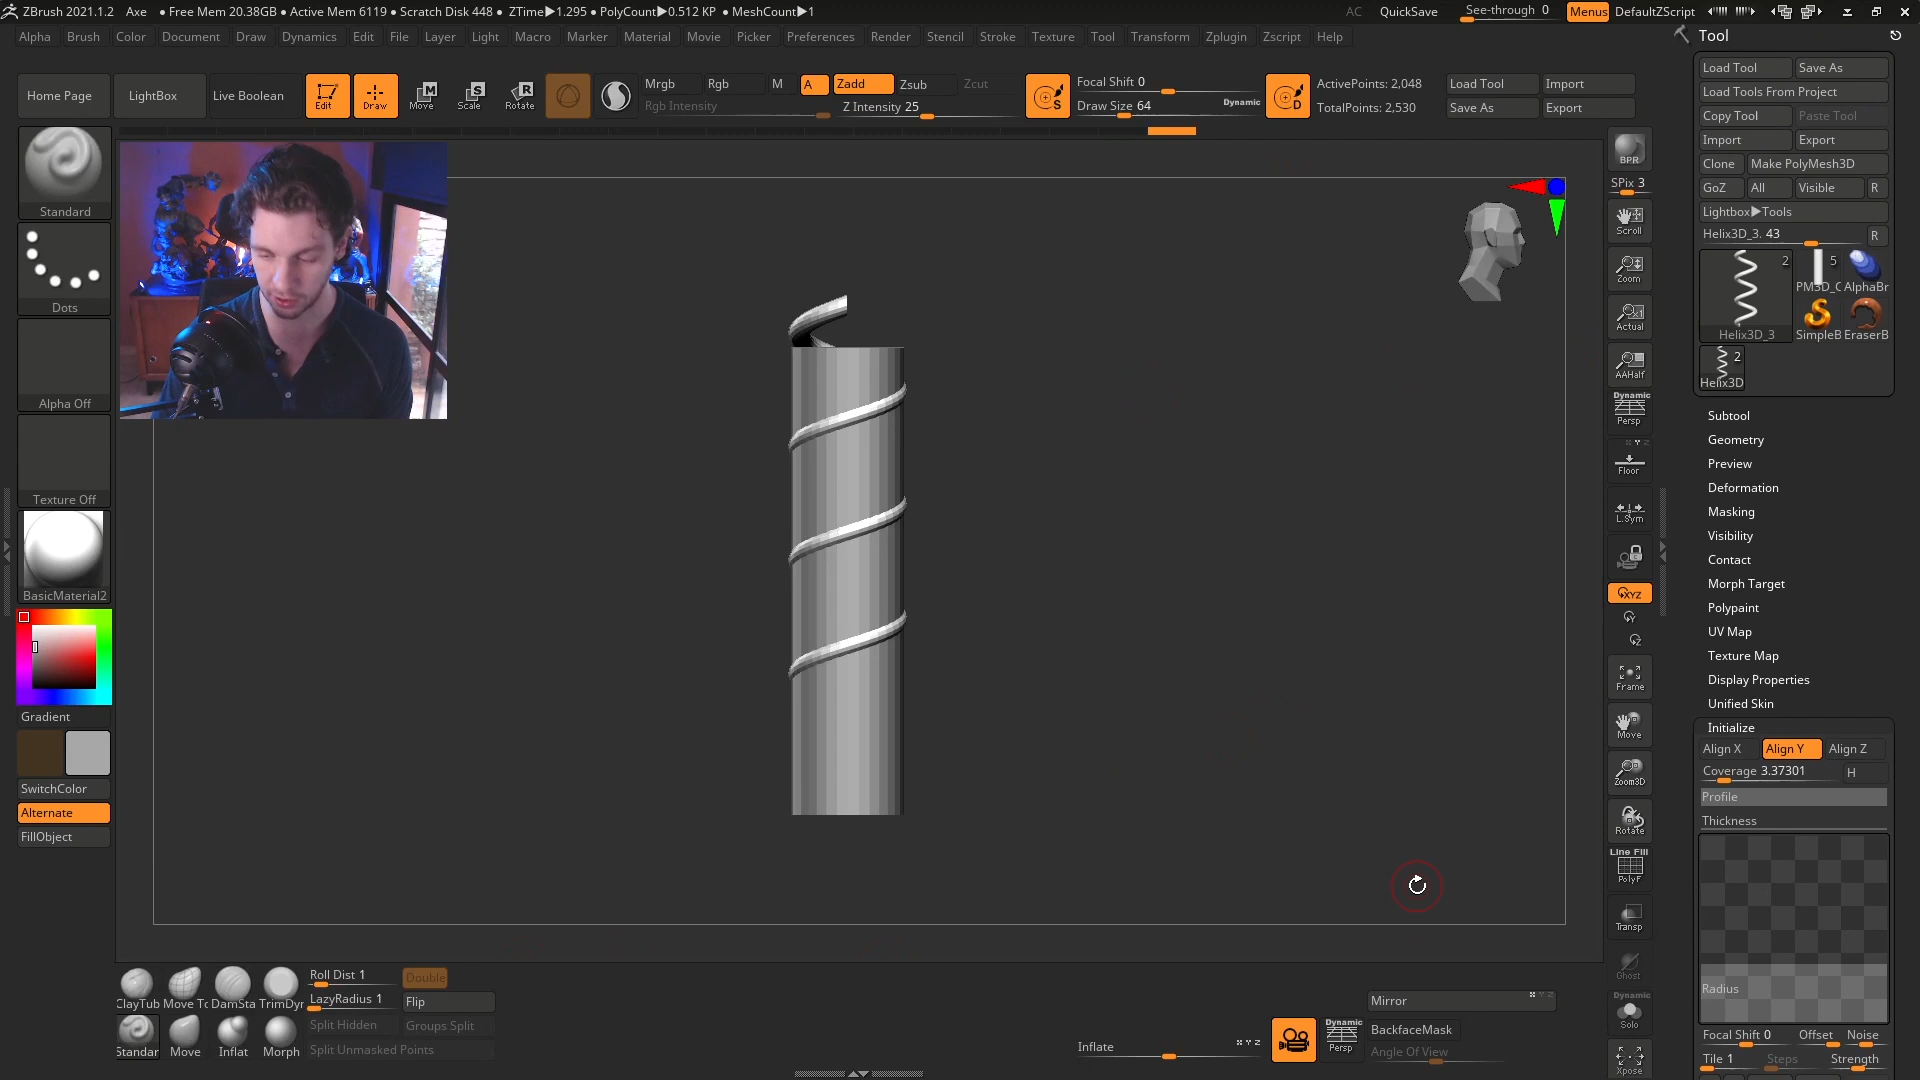 ZBrush 2021.1.2 Axe • Free Mem 20.38GB • Active Mem 6119 • Scratch Disk 448 • ZTime▶1.295 • PolyCount▶0.512 KP • MeshCount▶1 AC QuickSave See-through 0 Menus DefaultZScript
Alpha Brush Color Document Draw Dynamics Edit File Layer Light Macro Marker Material Movie Picker Preferences Render Stencil Stroke Texture Tool Transform Zplugin Zscript Help
Home Page LightBox Live Boolean Edit Draw Move Scale Rotate
Mrgb Rgb M A Zadd Zsub Zcut
Rgb Intensity Z Intensity 25
S Focal Shift 0
Draw Size 64 Dynamic
D ActivePoints: 2,048
TotalPoints: 2,530
Load Tool Import
Save As Export
Standard
Dots
Alpha Off
Texture Off
BasicMaterial2
Gradient
SwitchColor
Alternate
FillObject
BPR
SPix 3
Scroll
Zoom
Actual
AAHalf
Dynamic
Persp
Floor
L.Sym
XYZ
Y
Z
Frame
Move
Zoom3D
Rotate
Line Fill
PolyF
Transp
Ghost
Dynamic
Solo
Xpose
Tool
Load Tool Save As
Load Tools From Project
Copy Tool Paste Tool
Import Export
Clone Make PolyMesh3D
GoZ All Visible R
Lightbox▶Tools
Helix3D_3. 43 R
2 5
PM3D_C AlphaBr
Helix3D_3 SimpleB EraserB
2
Helix3D
Subtool
Geometry
Preview
Deformation
Masking
Visibility
Contact
Morph Target
Polypaint
UV Map
Texture Map
Display Properties
Unified Skin
Initialize
Align X Align Y Align Z
Coverage 3.37301 H
Profile
Thickness
Radius
Focal Shift 0 Offset Noise
Tile 1 Steps Strength
ClayTub Move To DamSta TrimDyr
Standar Move Inflat Morph
Roll Dist 1 Double
LazyRadius 1 Flip
Split Hidden Groups Split
Split Unmasked Points
Inflate
Dynamic
Persp
Mirror
BackfaceMask
Angle Of View